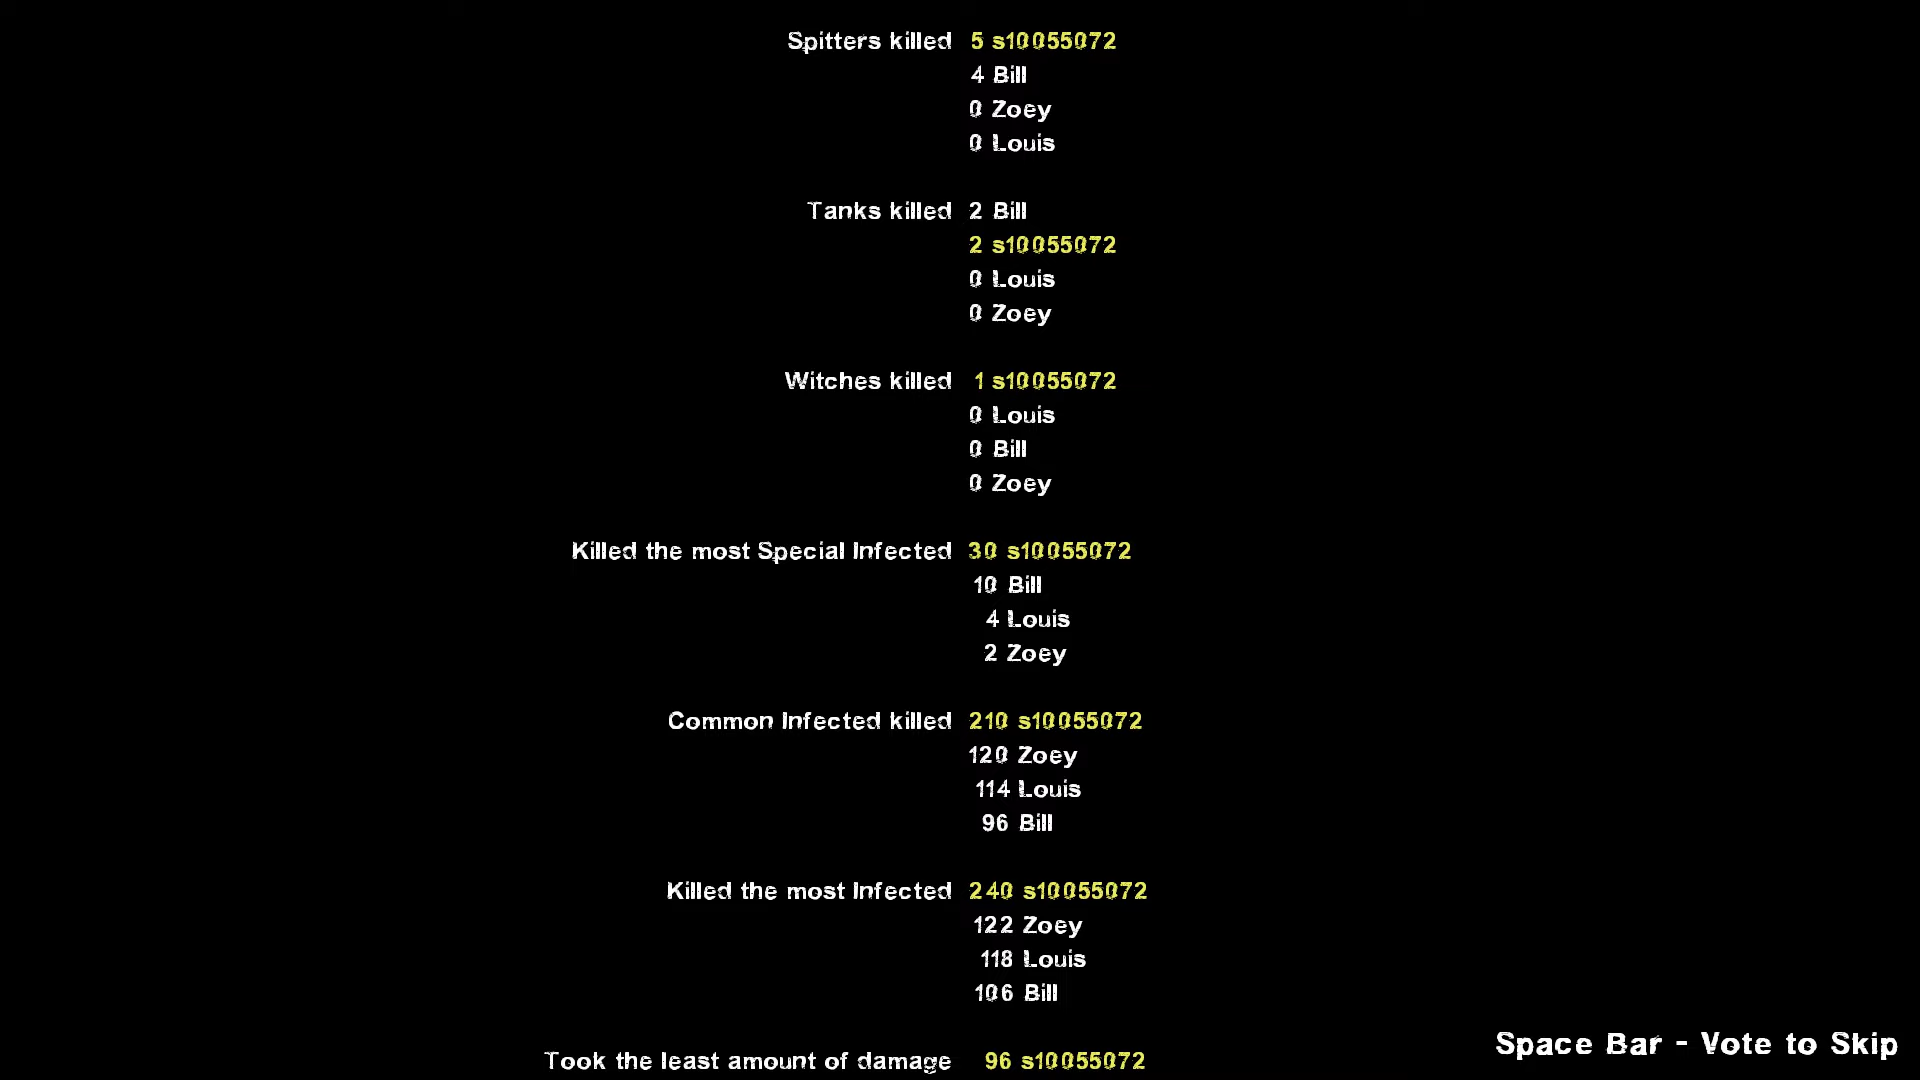 Spitters killed 5 s10055072
4 Bill
0 Zoey
0 Louis
Tanks killed 2 Bill
2 s10055072
0 Louis
0 Zoey
Witches killed 1 s10055072
0 Louis
0 Bill
0 Zoey
Killed the most Special Infected 30 s10055072
10 Bill
4 Louis
2 Zoey
Common Infected killed 210 s10055072
120 Zoey
114 Louis
96 Bill
Killed the most Infected 240 s10055072
122 Zoey
118 Louis
106 Bill
Took the least amount of damage 96 s10055072
Space Bar - Vote to Skip